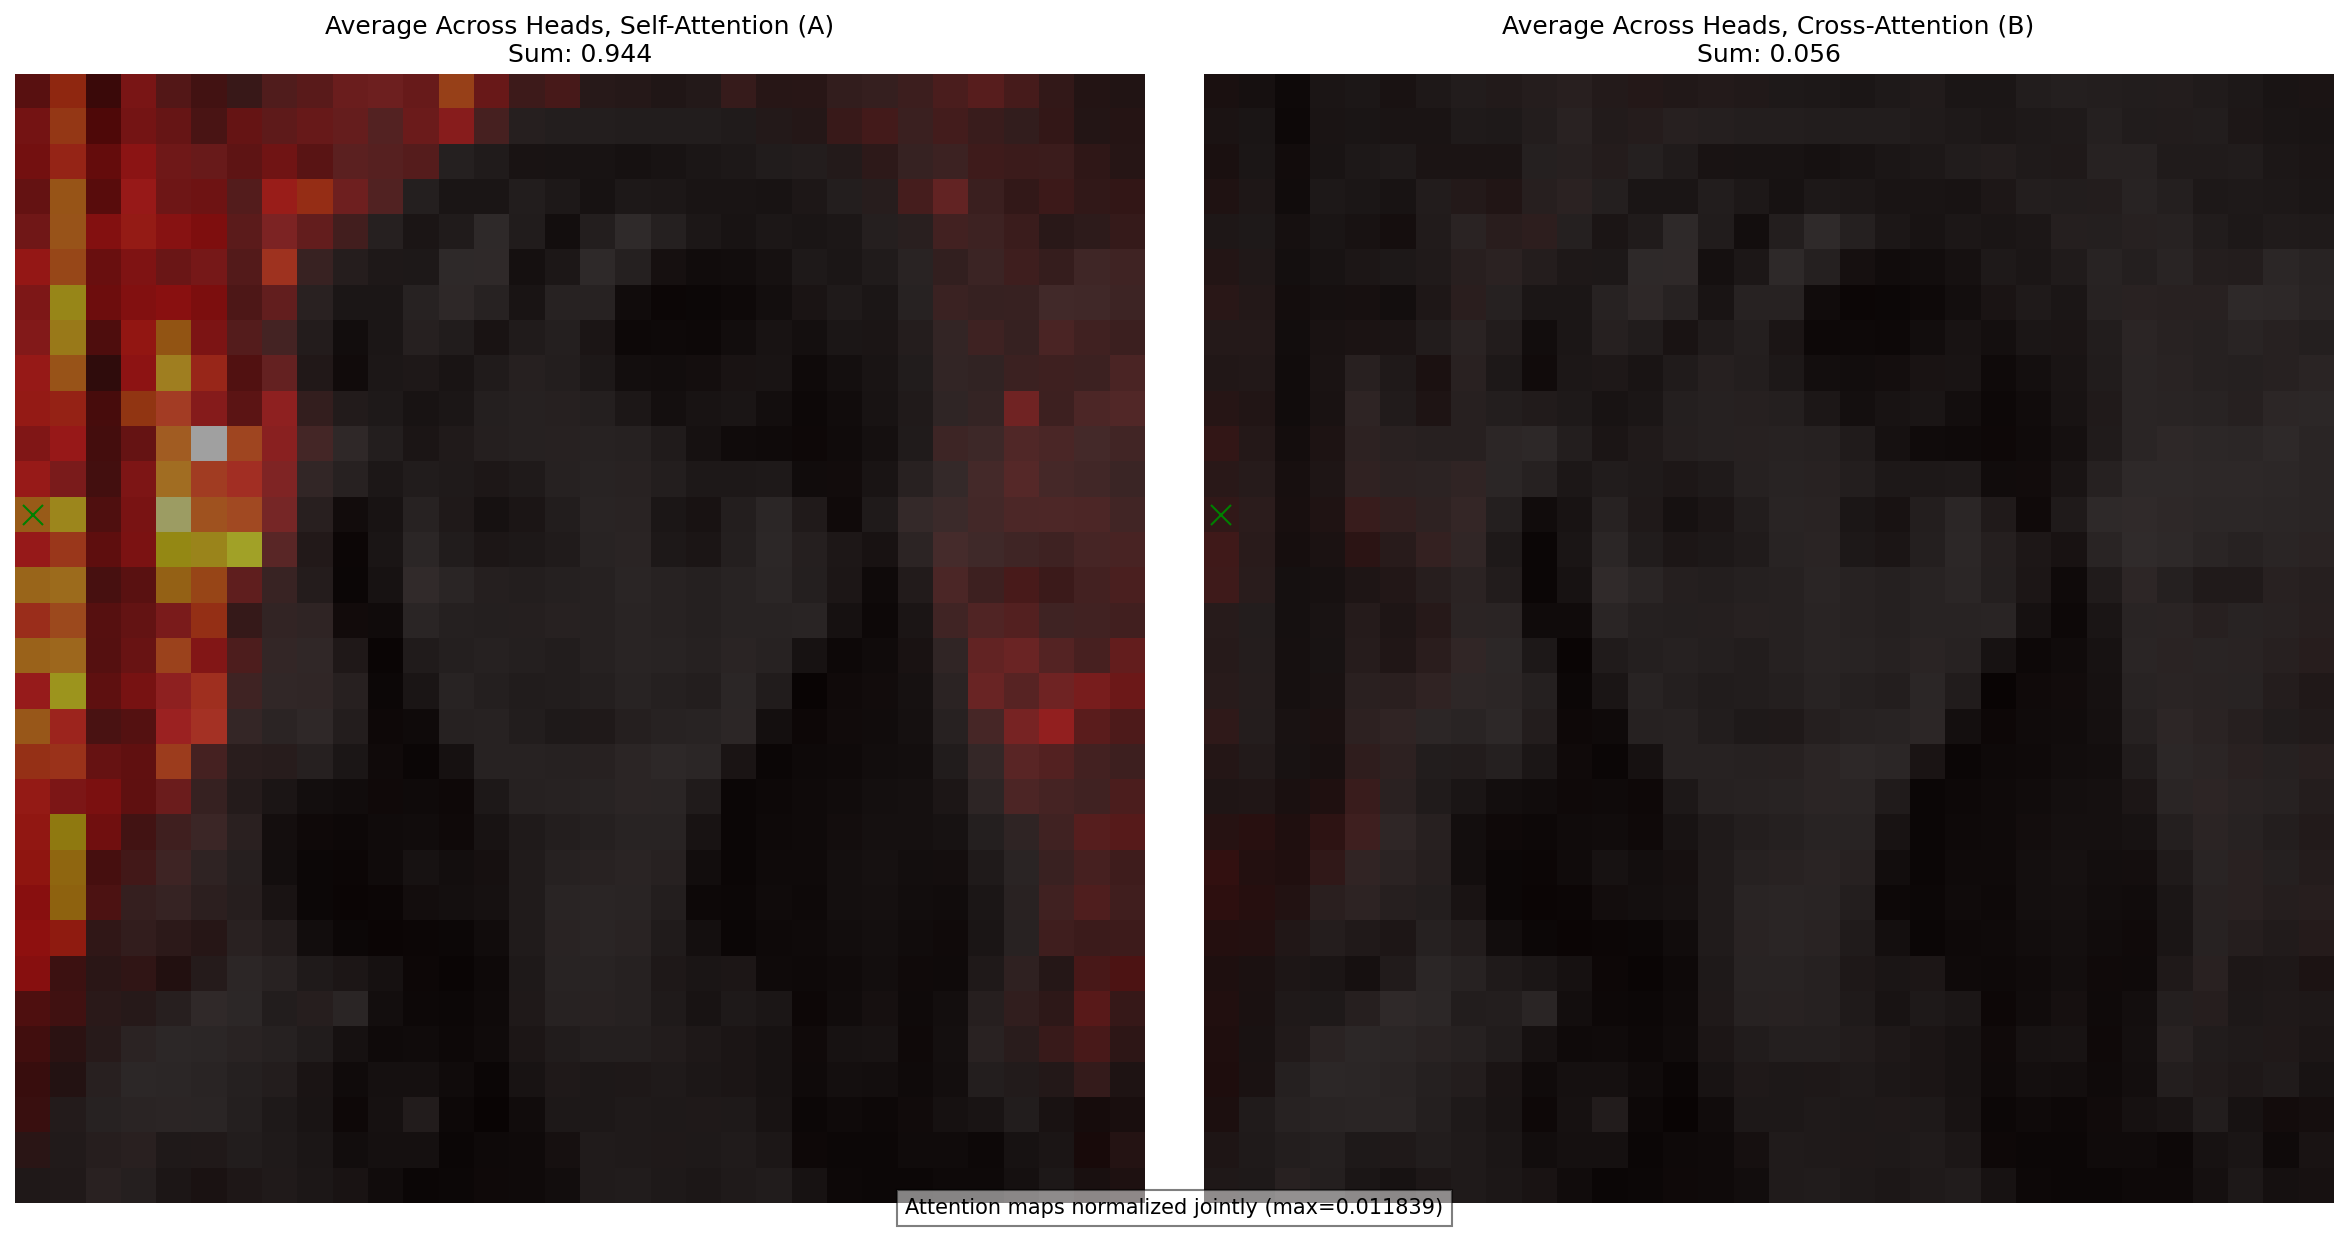 Average Across Heads, Self-Attention (A)
Sum: 0.944
Average Across Heads, Cross-Attention (B)
Sum: 0.056
Attention maps normalized jointly (max=0.011839)